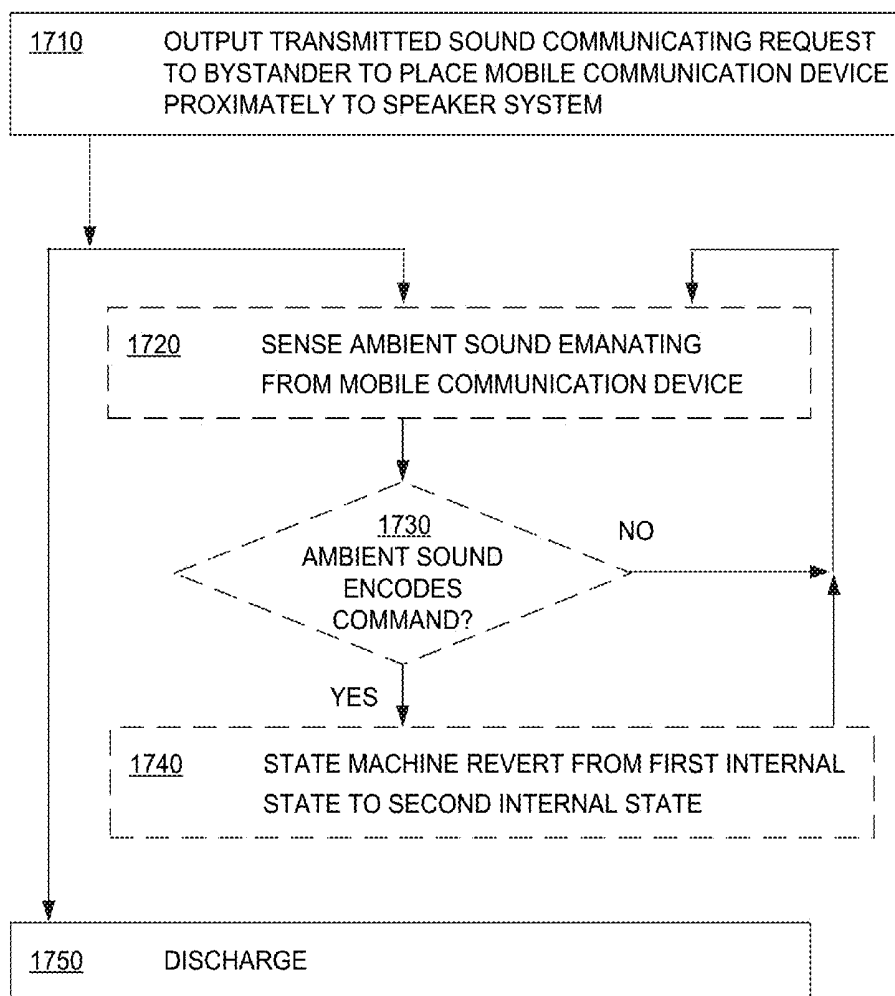 1710 OUTPUT TRANSMITTED SOUND COMMUNICATING REQUEST
TO BYSTANDER TO PLACE MOBILE COMMUNICATION DEVICE
PROXIMATELY TO SPEAKER SYSTEM
1720 SENSE AMBIENT SOUND EMANATING
FROM MOBILE COMMUNICATION DEVICE
1730
AMBIENT SOUND
ENCODES
COMMAND?
NO
YES
1740 STATE MACHINE REVERT FROM FIRST INTERNAL
STATE TO SECOND INTERNAL STATE
1750 DISCHARGE